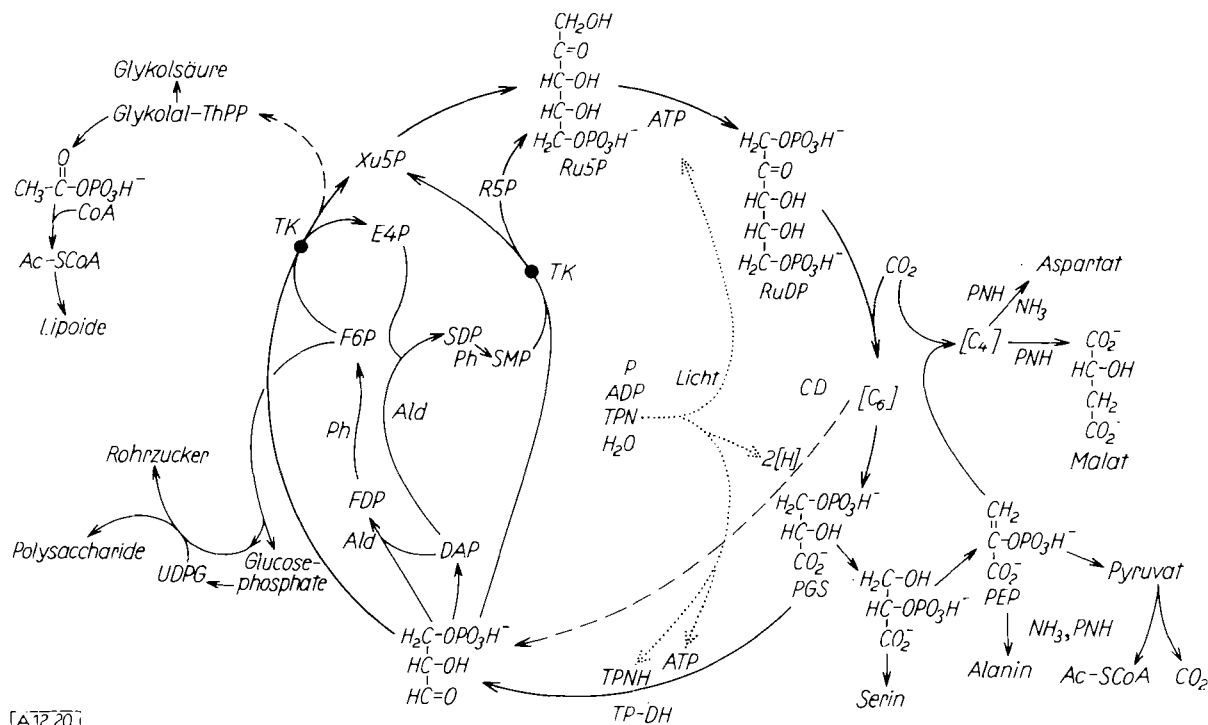 Glykolsäure
Glykolal-ThPP
O
CH3-C-OPO3H-
CoA
Ac-SCoA
Lipoide
CH2OH
C=O
HC-OH
HC-OH
H2C-OPO3H-
Ru5P
ATP
Xu5P
R5P
TK
E4P
TK
H2C-OPO3H-
C=O
HC-OH
HC-OH
H2C-OPO3H-
RuDP
CO2
Aspartat
PNH
NH3
[C4]
PNH
CO2-
HC-OH
CH2
CO2-
Malat
F6P
SDP
Ph
SMP
Ald
Ph
P
ADP
TPN
H2O
Licht
CD
[C6]
2[H]
Rohrzucker
FDP
Ald
DAP
Polysaccharide
UDPG
Glucose-
phosphate
H2C-OPO3H-
HC-OH
CO2-
PGS
CH2
C-OPO3H-
CO2-
PEP
Pyruvat
H2C-OH
HC-OPO3H-
CO2-
Serin
NH3, PNH
Alanin
Ac-SCoA
CO2
H2C-OPO3H-
HC-OH
HC=O
TPNH
ATP
TP-DH